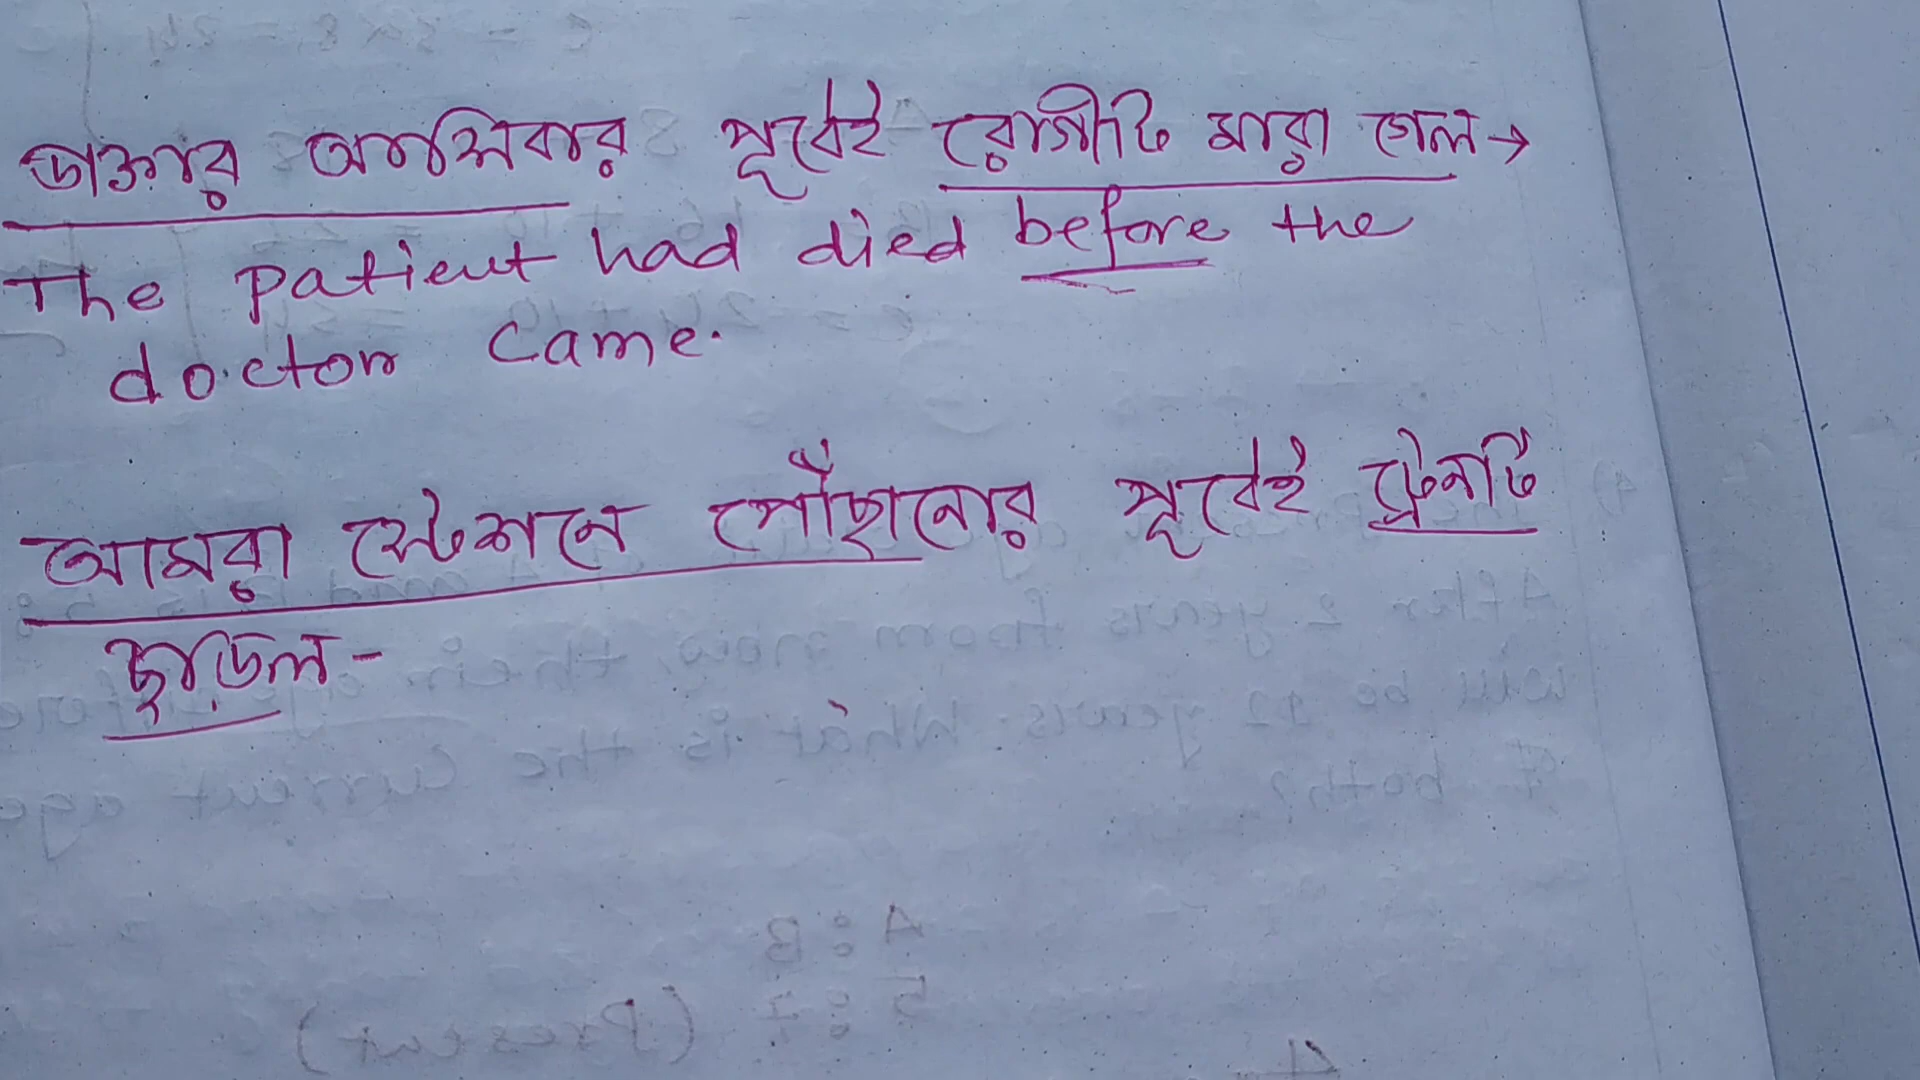 ডাক্তার আসিবার পূর্বেই রোগীটি মারা গেল→
The patient had died before the
doctor came.
আমরা স্টেশনে পৌঁছানোর পূর্বেই ট্রেনটি
ছাড়িল-